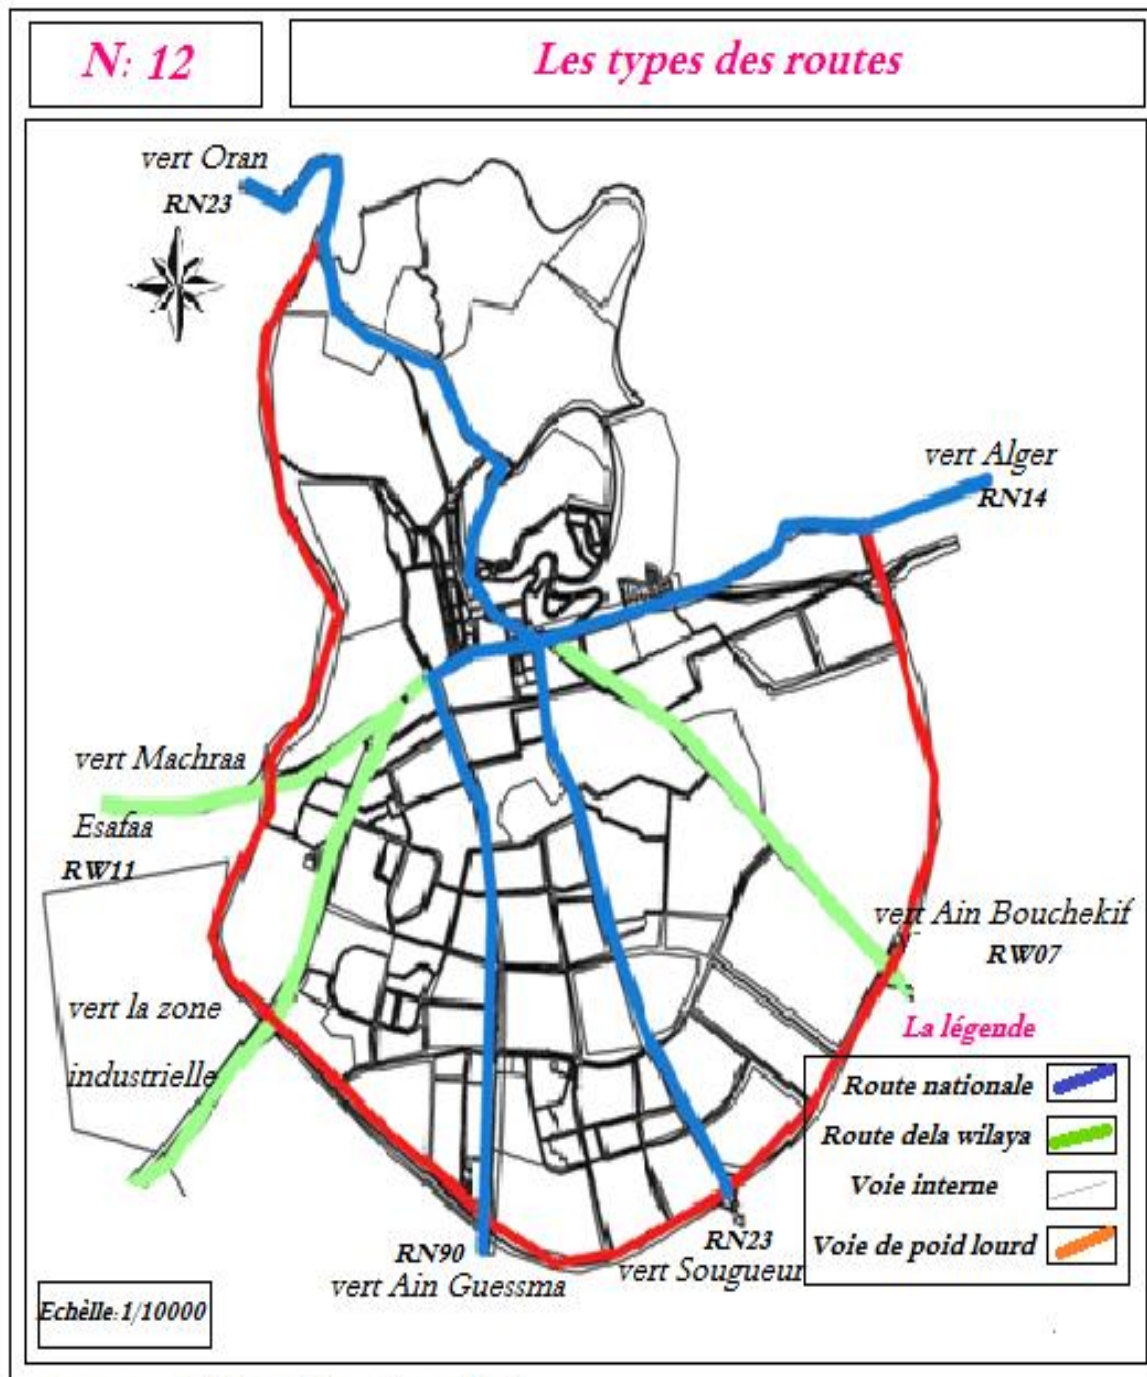 N: 12
Les types des routes
vert Oran
RN23
vert Alger
RN14
vert Machraa
Esafaa
RW11
vert Ain Bouchekif
RW07
vert la zone
industrielle
La légende
Route nationale
Route dela wilaya
Voie interne
Voie de poid lourd
RN90
vert Ain Guessma
RN23
vert Sougueur
Echèlle:1/10000